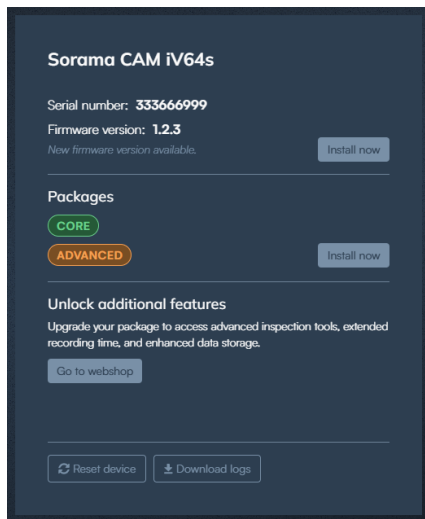 Sorama CAM iV64s
Serial number: 333666999
Firmware version: 1.2.3
New firmware version available.
Install now
Packages
CORE
ADVANCED
Install now
Unlock additional features
Upgrade your package to access advanced inspection tools, extended
recording time, and enhanced data storage.
Go to webshop
Reset device
Download logs